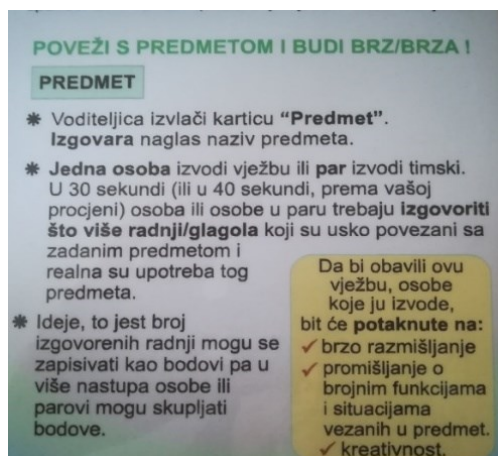 POVEŽI S PREDMETOM I BUDI BRZ/BRZA !
PREDMET
✱ Voditeljica izvlači karticu “Predmet”.
Izgovara naglas naziv predmeta.
✱ Jedna osoba izvodi vježbu ili par izvodi timski.
U 30 sekundi (ili u 40 sekundi, prema vašoj
procjeni) osoba ili osobe u paru trebaju izgovoriti
što više radnji/glagola koji su usko povezani sa
zadanim predmetom i
realna su upotreba tog
predmeta.
✱ Ideje, to jest broj
izgovorenih radnji mogu se
zapisivati kao bodovi pa u
više nastupa osobe ili
parovi mogu skupljati
bodove.
Da bi obavili ovu
vježbu, osobe
koje ju izvode,
bit će potaknute na:
✓ brzo razmišljanje
✓ promišljanje o
brojnim funkcijama
i situacijama
vezanih u predmet.
✓ kreativnost.